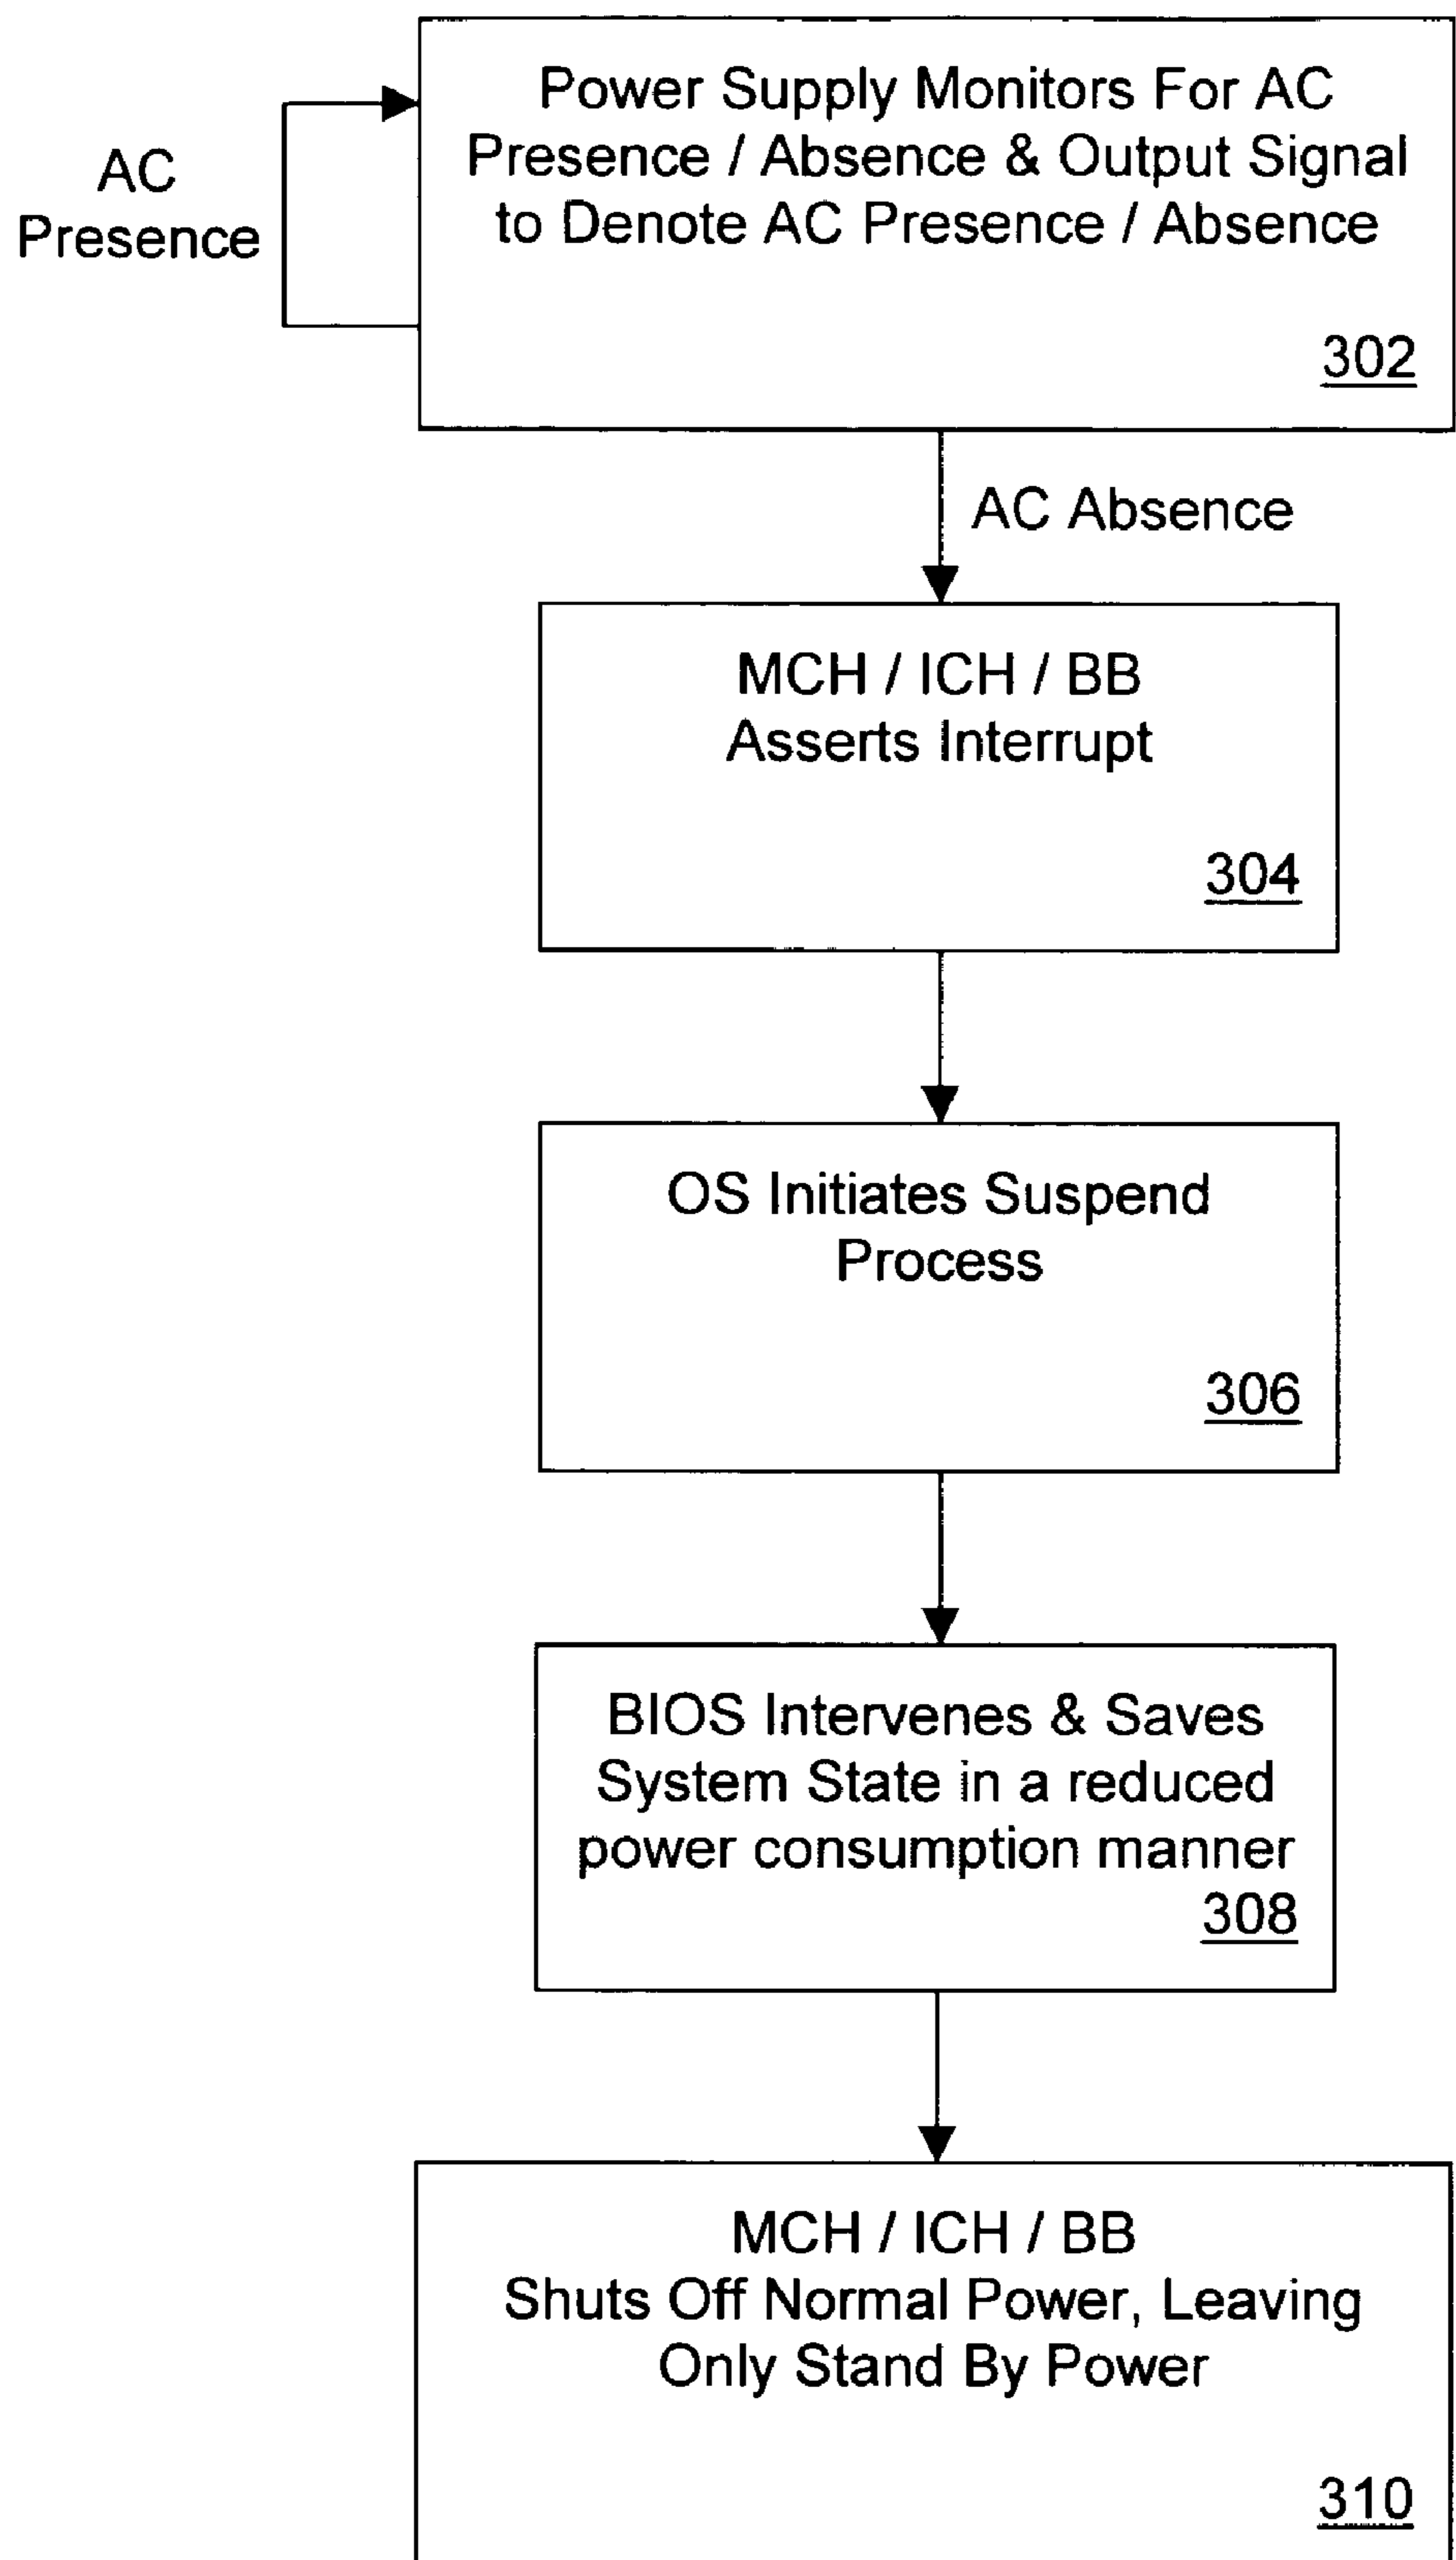 Power Supply Monitors For AC
Presence / Absence & Output Signal
to Denote AC Presence / Absence
302
AC
Presence
AC Absence
MCH / ICH / BB
Asserts Interrupt
304
OS Initiates Suspend
Process
306
BIOS Intervenes & Saves
System State in a reduced
power consumption manner
308
MCH / ICH / BB
Shuts Off Normal Power, Leaving
Only Stand By Power
310